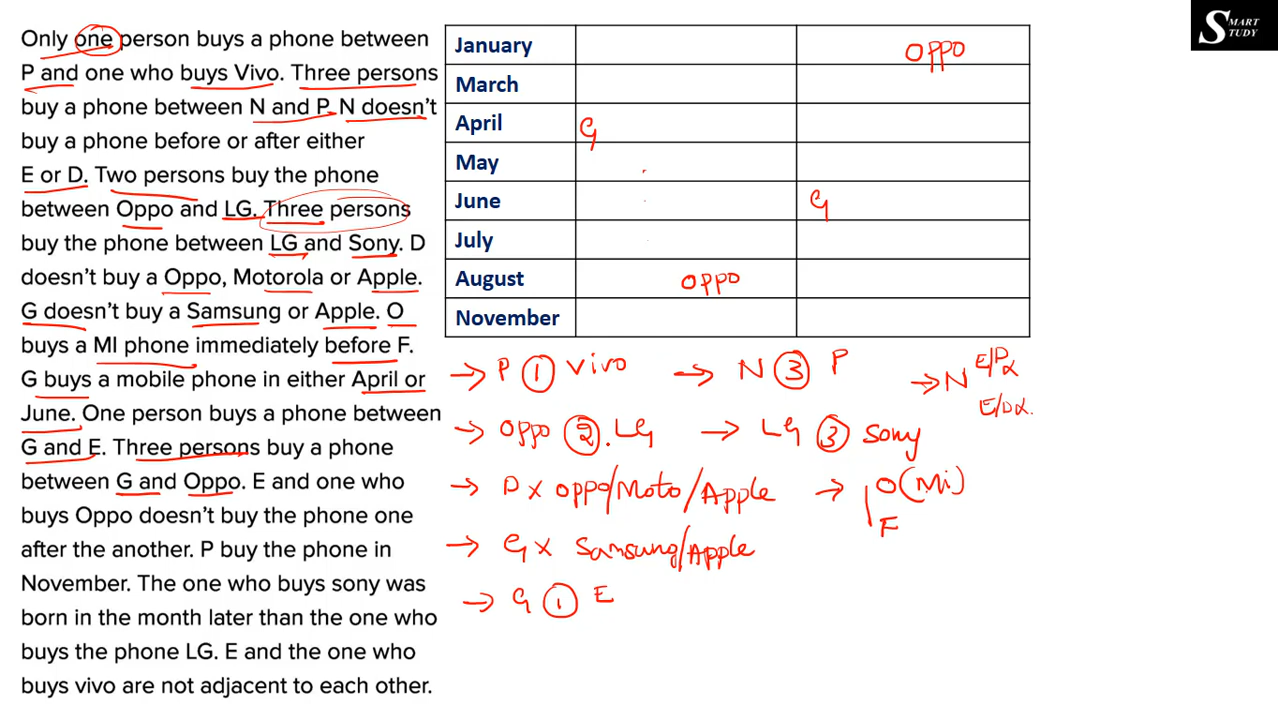 Only one person buys a phone between
P and one who buys Vivo. Three persons
buy a phone between N and P. N doesn't
buy a phone before or after either
E or D. Two persons buy the phone
between Oppo and LG. Three persons
buy the phone between LG and Sony. D
doesn't buy a Oppo, Motorola or Apple.
G doesn't buy a Samsung or Apple. O
buys a MI phone immediately before F.
G buys a mobile phone in either April or
June. One person buys a phone between
G and E. Three persons buy a phone
between G and Oppo. E and one who
buys Oppo doesn't buy the phone one
after the another. P buy the phone in
November. The one who buys sony was
born in the month later than the one who
buys the phone LG. E and the one who
buys vivo are not adjacent to each other.
SMART STUDY
January OPPO
March
April G
May
June G
July
August OPPO
November
→ P ① Vivo → N ③ P → N E/Dx
E/Dx.
→ Oppo ②. LG → LG ③ Sony
→ D x Oppo/Moto/Apple → O(Mi)
F
→ G x Samsung/Apple
→ G ① E